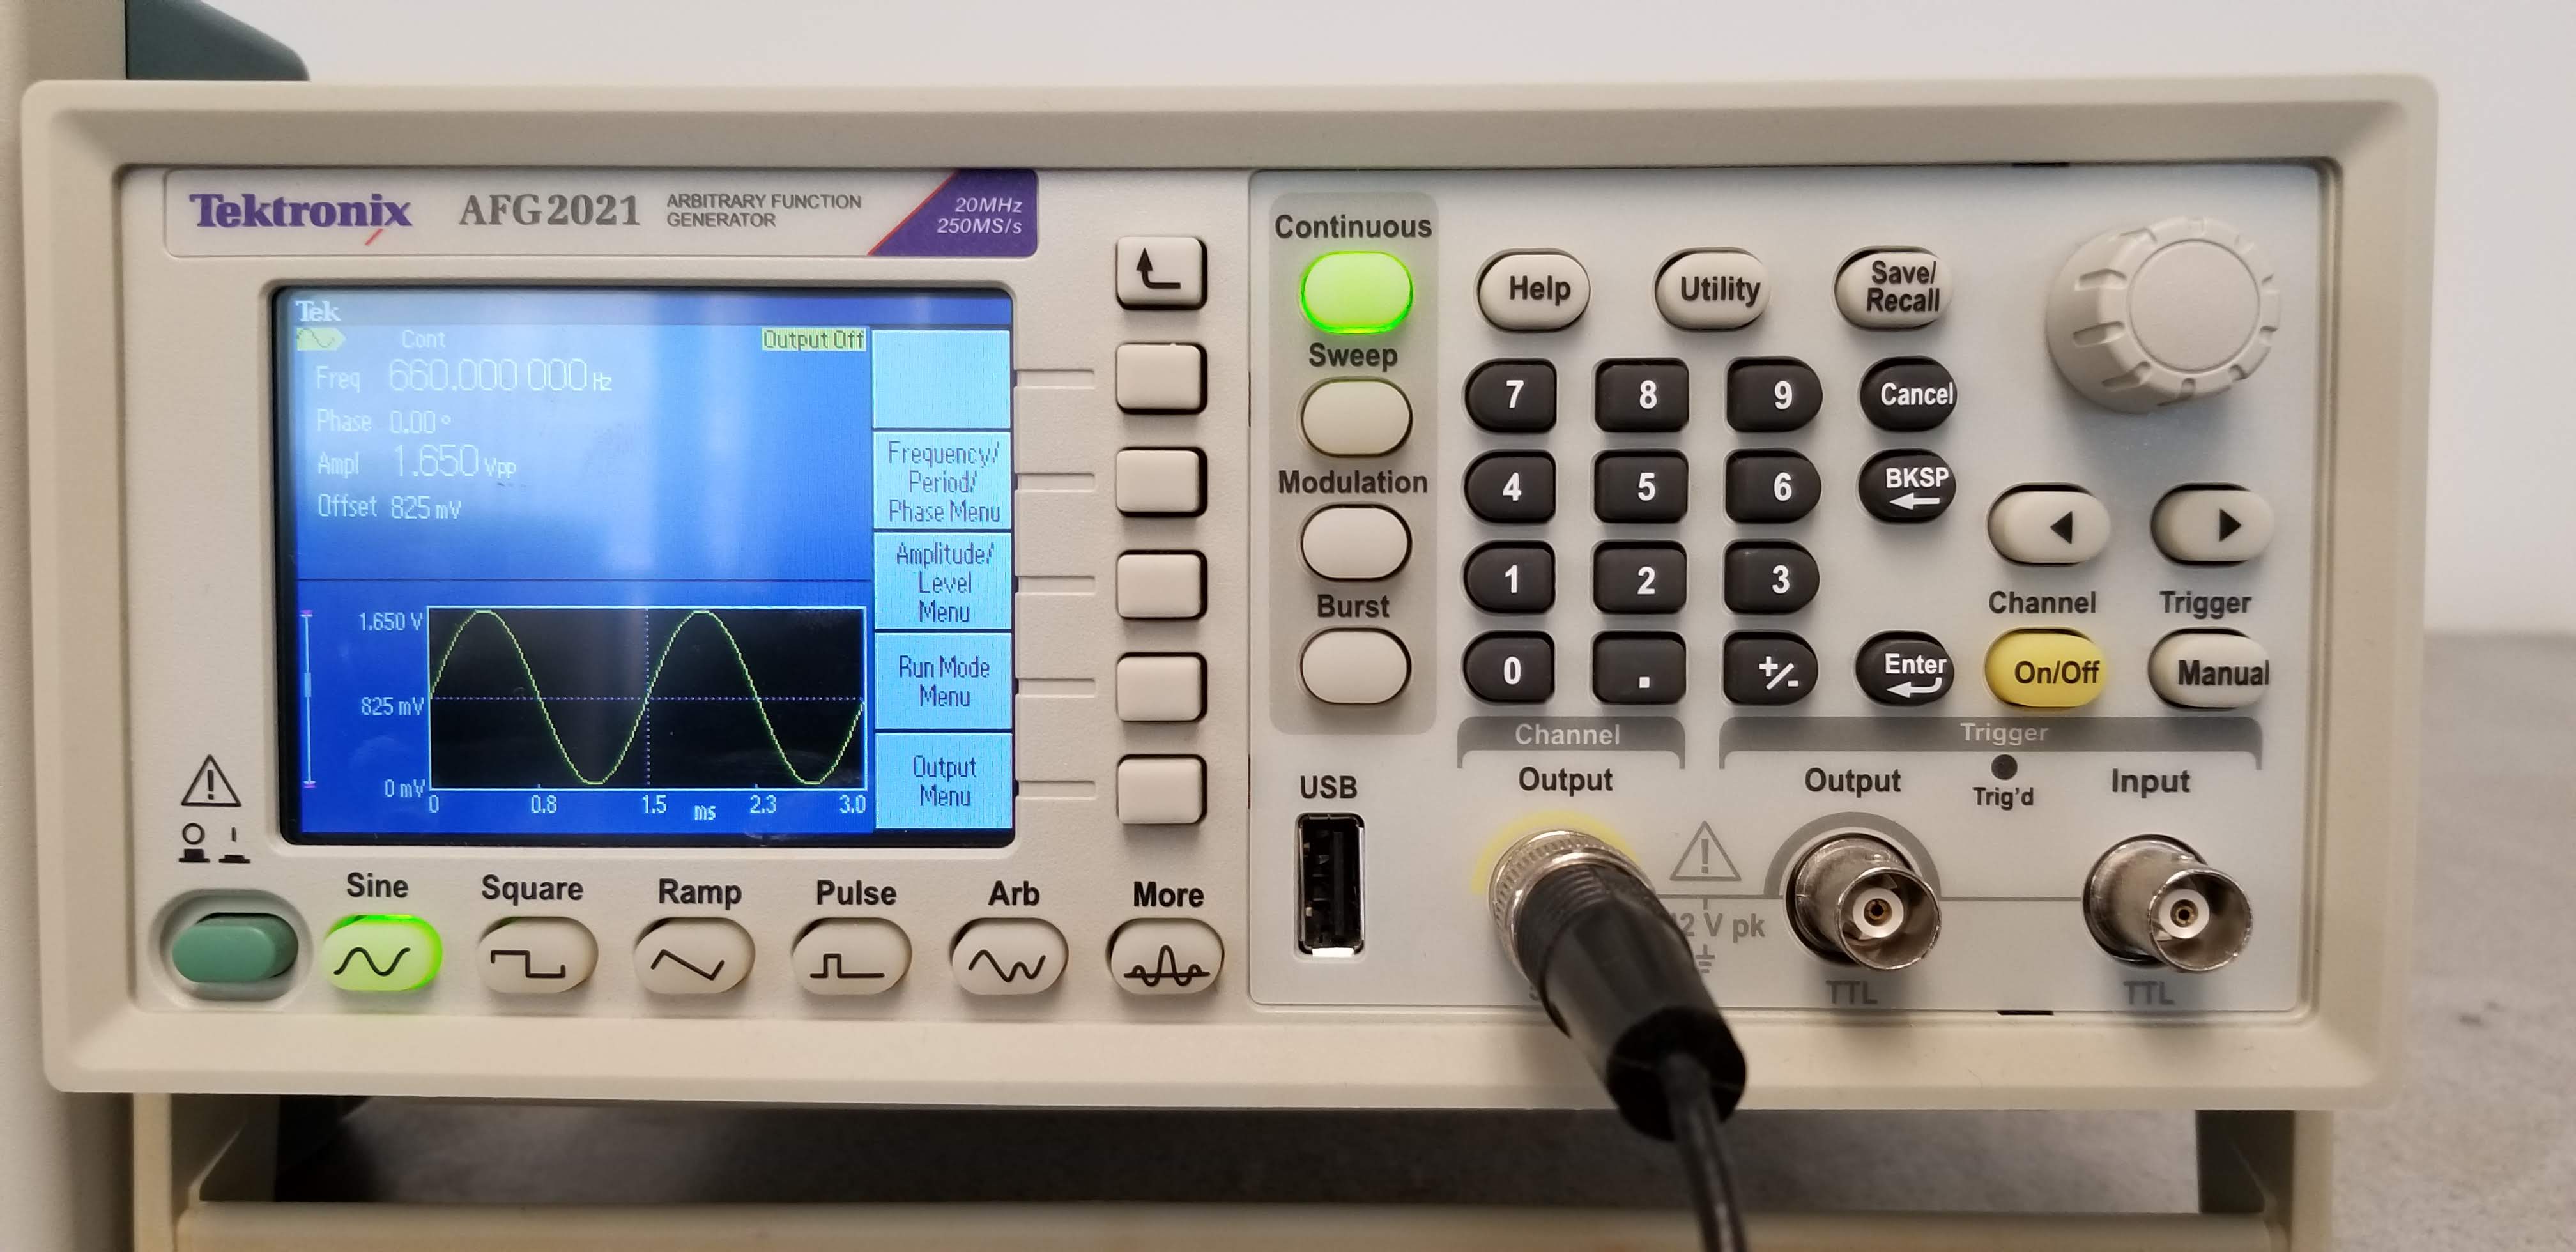 Tektronix AFG2021 ARBITRARY FUNCTION
GENERATOR
20MHz
250MS/s
Tek
Cont
Output Off
Freq 660.000 000 Hz
Phase 0.00 °
Ampl 1.650 Vpp
Offset 825 mV
Frequency/
Period/
Phase Menu
Amplitude/
Level
Menu
Run Mode
Menu
Output
Menu
1.650 V
825 mV
0 mV
0 0.8 1.5 ms 2.3 3.0
Sine Square Ramp Pulse Arb More
Continuous
Sweep
Modulation
Burst
Help Utility Save/
Recall
7 8 9 Cancel
4 5 6 BKSP
1 2 3
0 . +/- Enter
Channel
On/Off
Trigger
Manual
Channel
Output
Trigger
Output
Trig'd
Input
USB
V pk
TTL
TTL